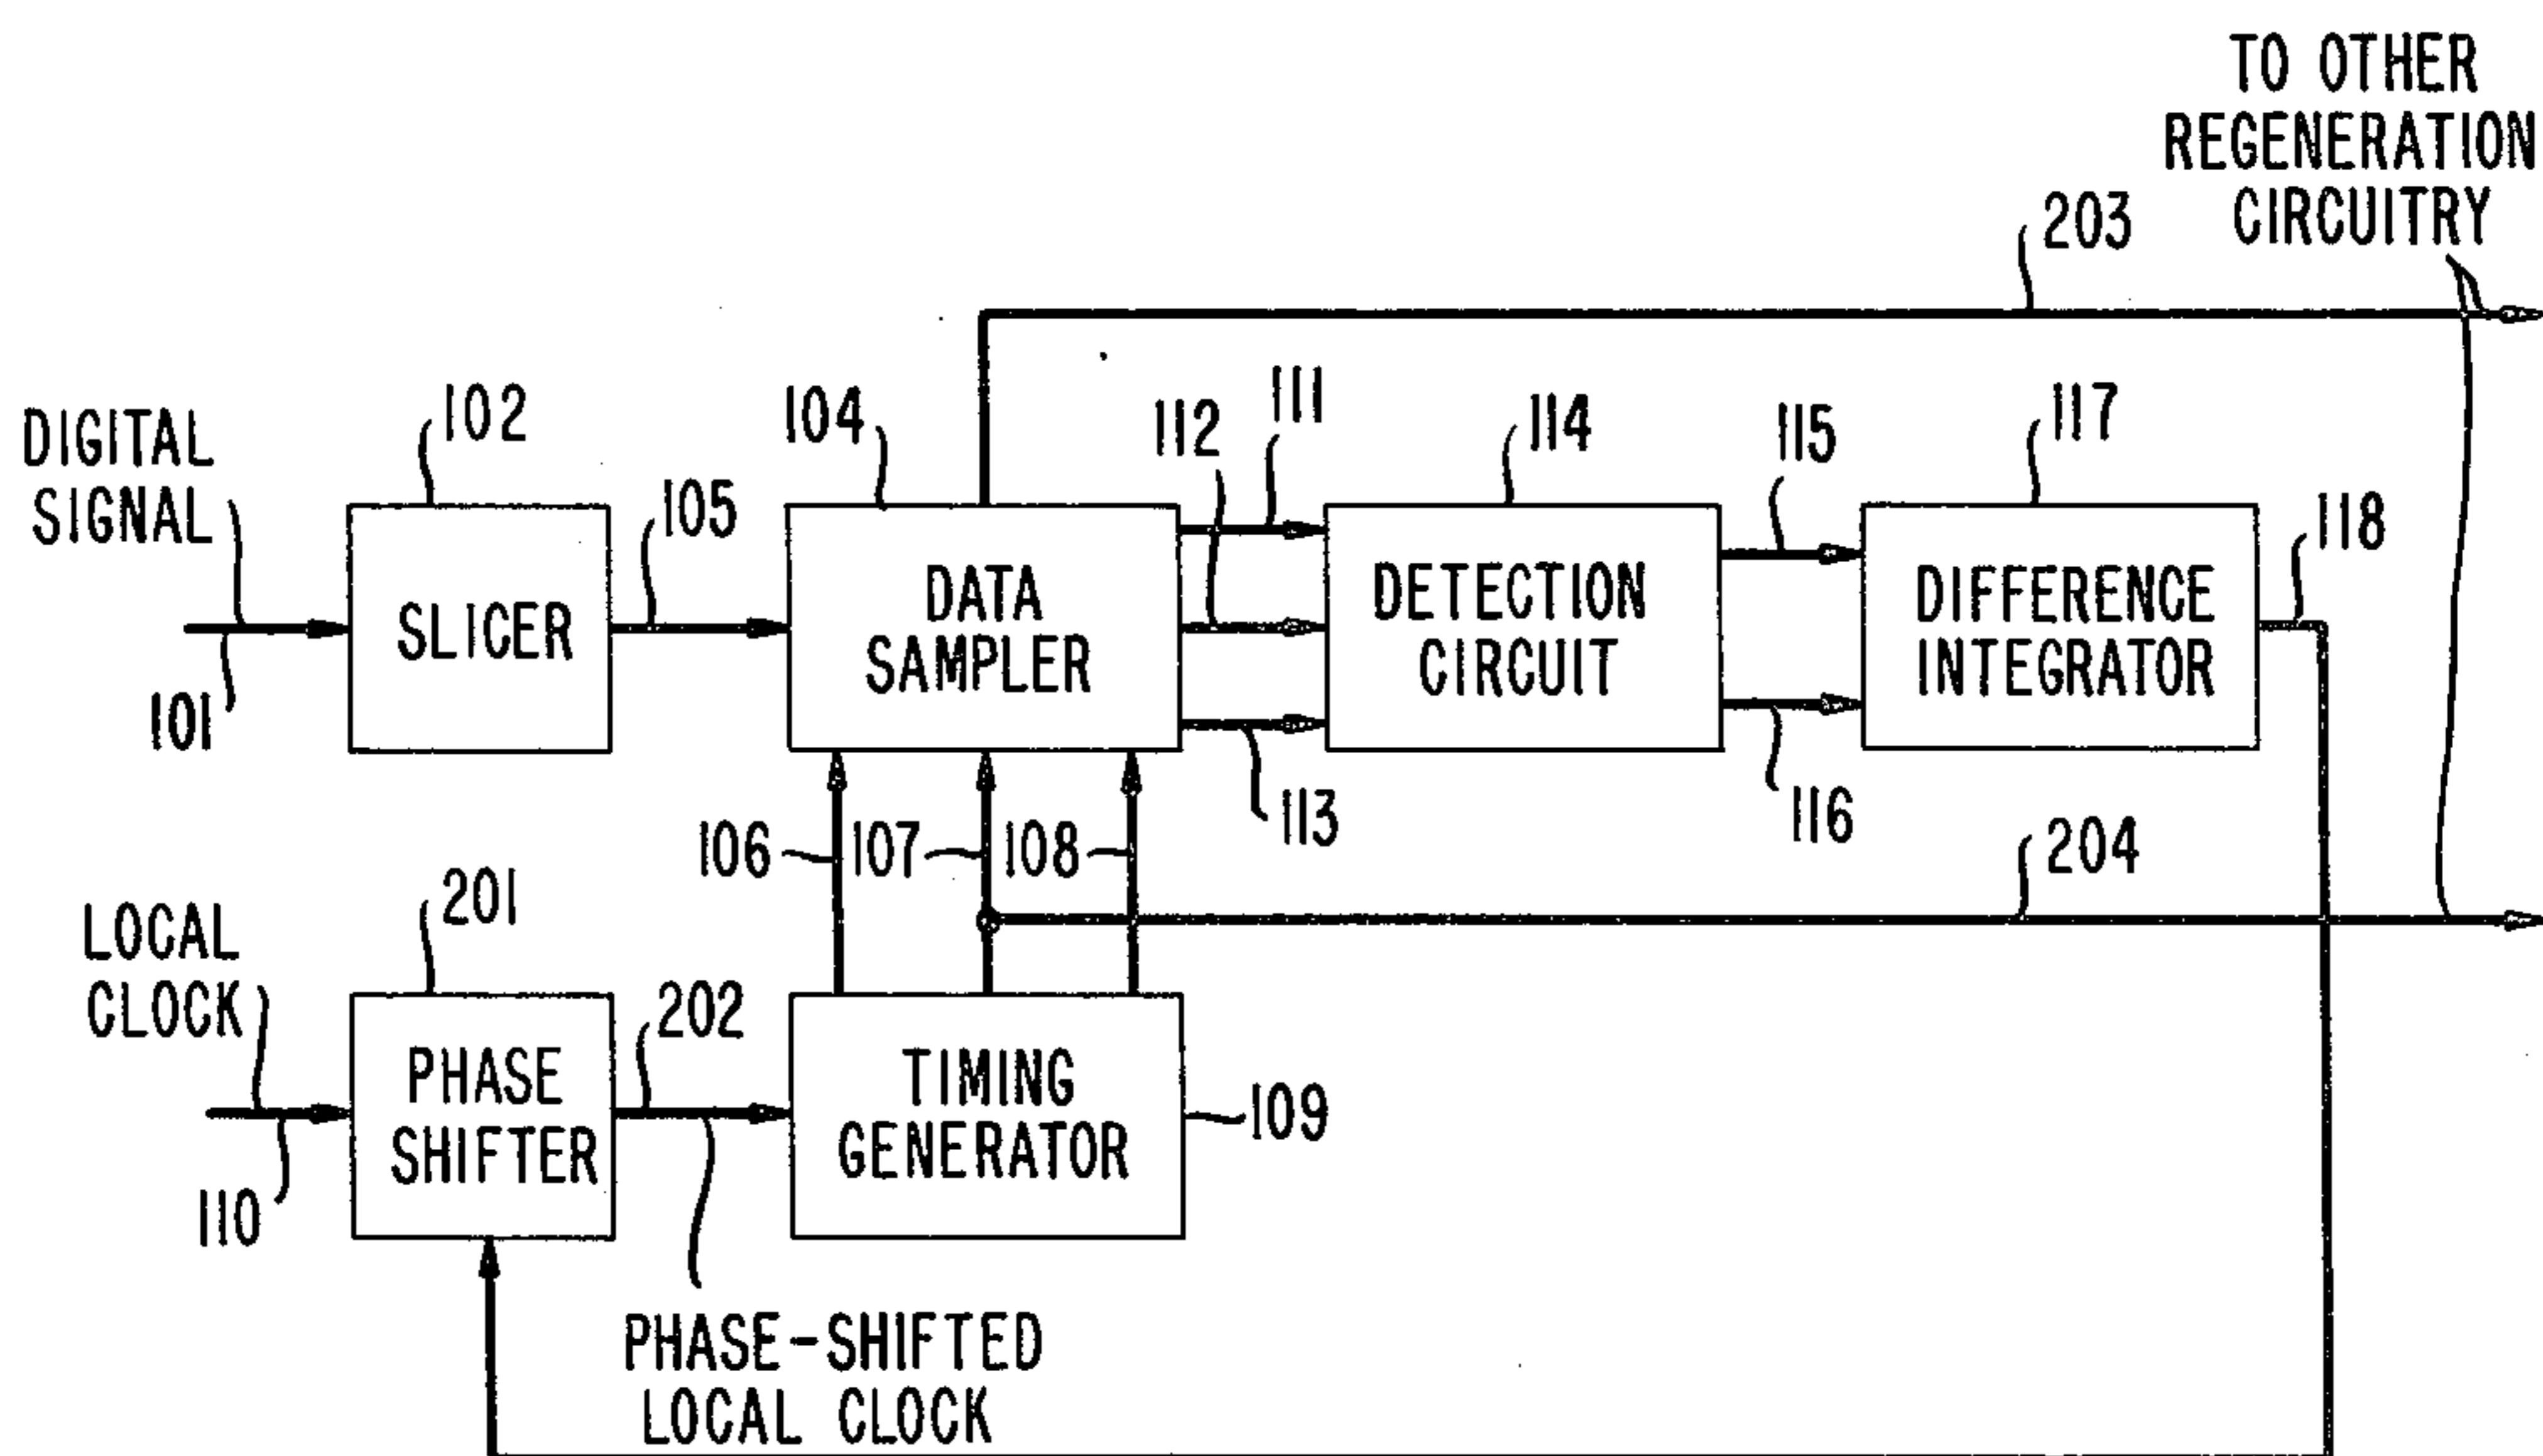 TO OTHER
REGENERATION
CIRCUITRY
203
DIGITAL
SIGNAL
101
102
SLICER
105
104
DATA
SAMPLER
112
111
113
114
DETECTION
CIRCUIT
115
116
117
DIFFERENCE
INTEGRATOR
118
106
107
108
204
LOCAL
CLOCK
110
201
PHASE
SHIFTER
202
PHASE-SHIFTED
LOCAL CLOCK
TIMING
GENERATOR
109